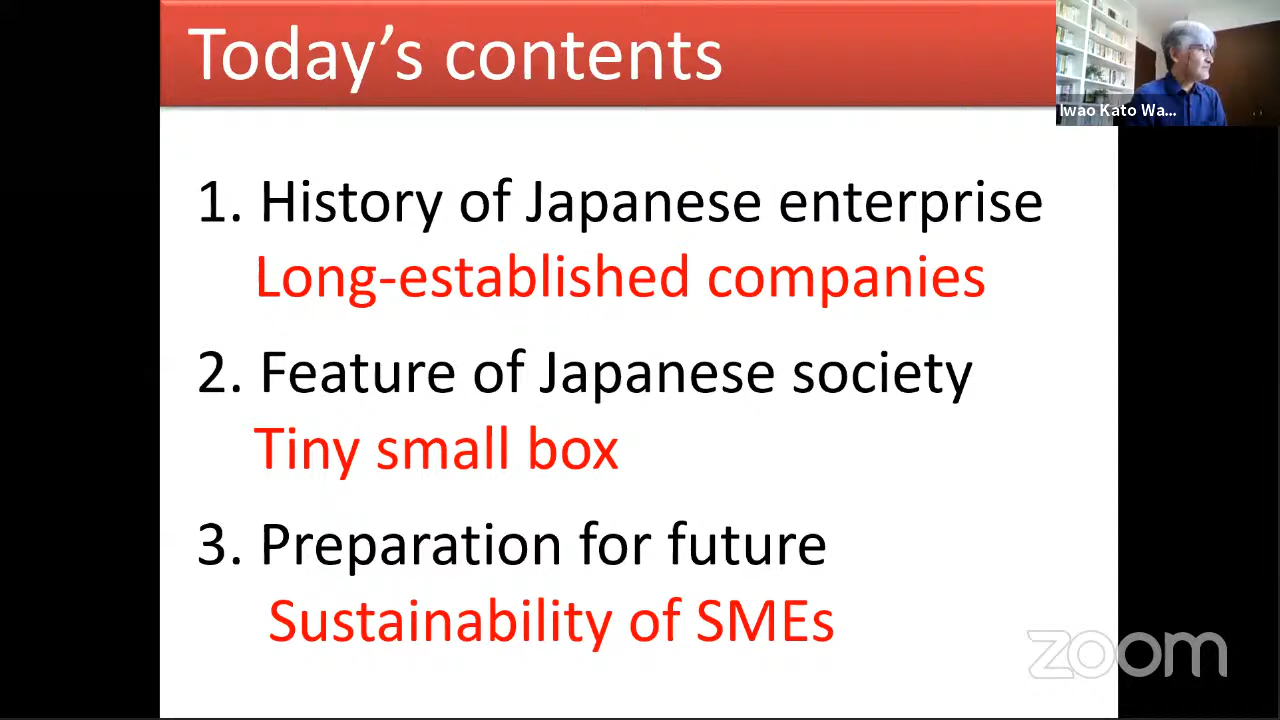 Today's contents
Iwao Kato Wa...
1. History of Japanese enterprise
Long-established companies
2. Feature of Japanese society
Tiny small box
3. Preparation for future
Sustainability of SMEs
zoom